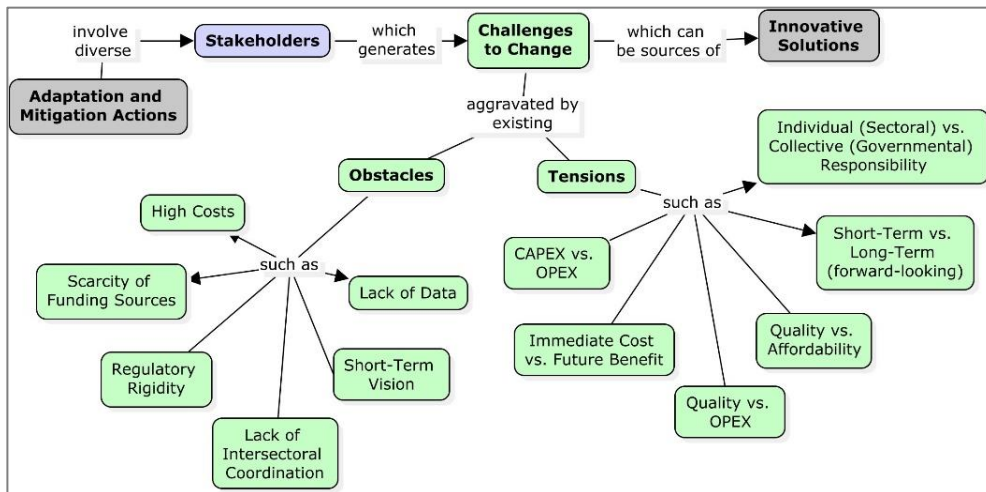 involve
diverse
Stakeholders
which
generates
Challenges
to Change
which can
be sources of
Innovative
Solutions
Adaptation and
Mitigation Actions
aggravated by
existing
Obstacles
Tensions
such as
High Costs
Scarcity of
Funding Sources
Regulatory
Rigidity
Lack of
Intersectoral
Coordination
Short-Term
Vision
Lack of Data
such as
Individual (Sectoral) vs.
Collective (Governmental)
Responsibility
Short-Term vs.
Long-Term
(forward-looking)
Quality vs.
Affordability
Quality vs.
OPEX
Immediate Cost
vs. Future Benefit
CAPEX vs.
OPEX